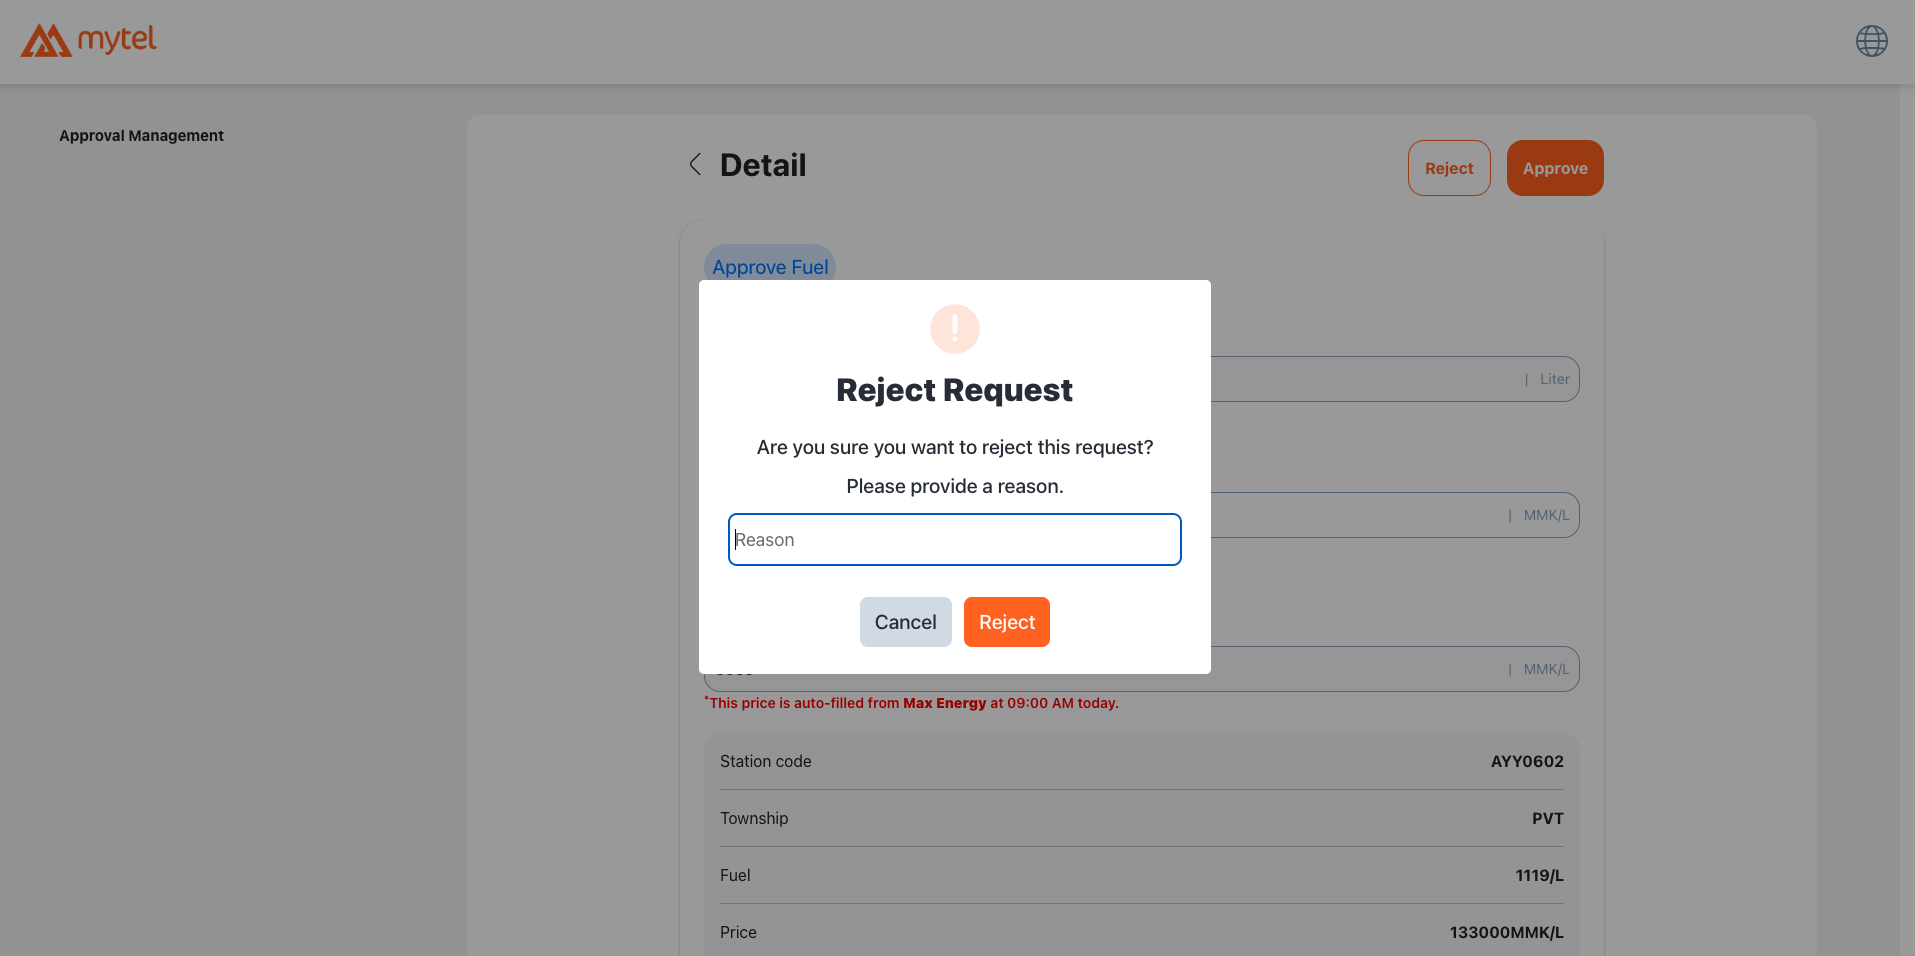 mytel
Approval Management
Detail
Reject
Approve
Approve Fuel
| Liter
!
Reject Request
Are you sure you want to reject this request?
Please provide a reason.
| MMK/L
Reason
Cancel
Reject
| MMK/L
*This price is auto-filled from Max Energy at 09:00 AM today.
Station code AYY0602
Township PVT
Fuel 1119/L
Price 133000MMK/L